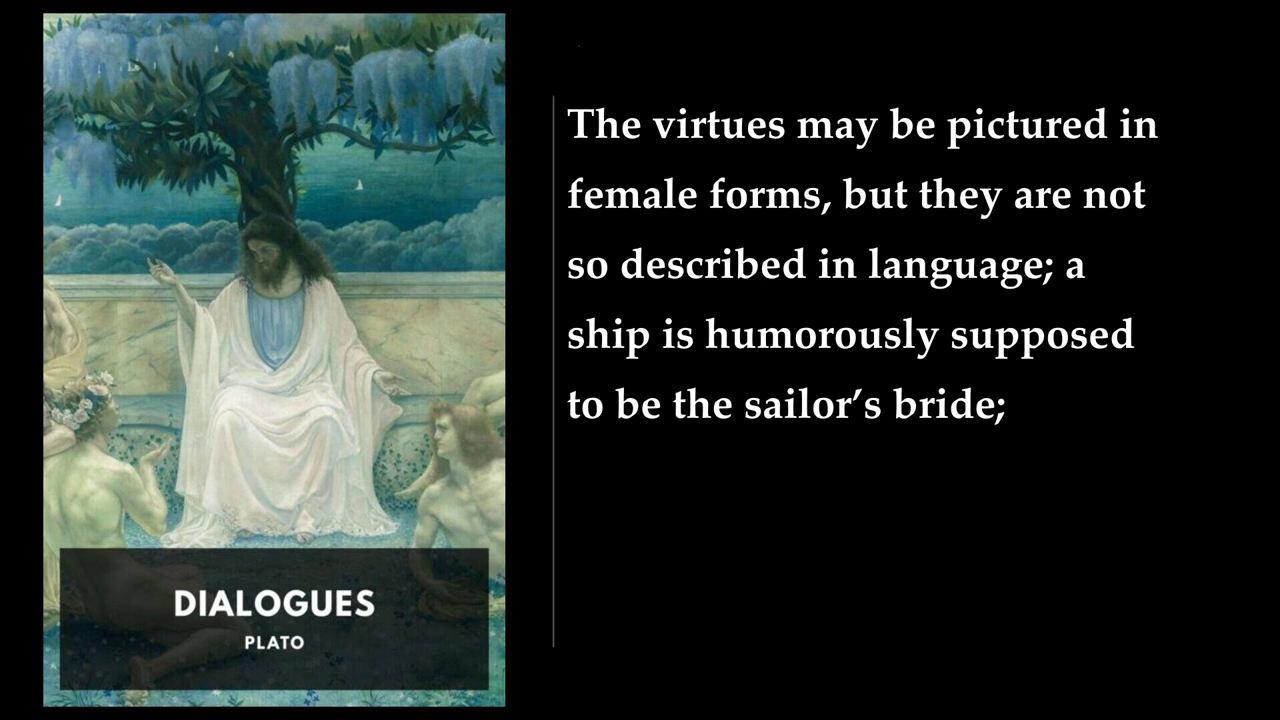 DIALOGUES
PLATO
The virtues may be pictured in
female forms, but they are not
so described in language; a
ship is humorously supposed
to be the sailor’s bride;